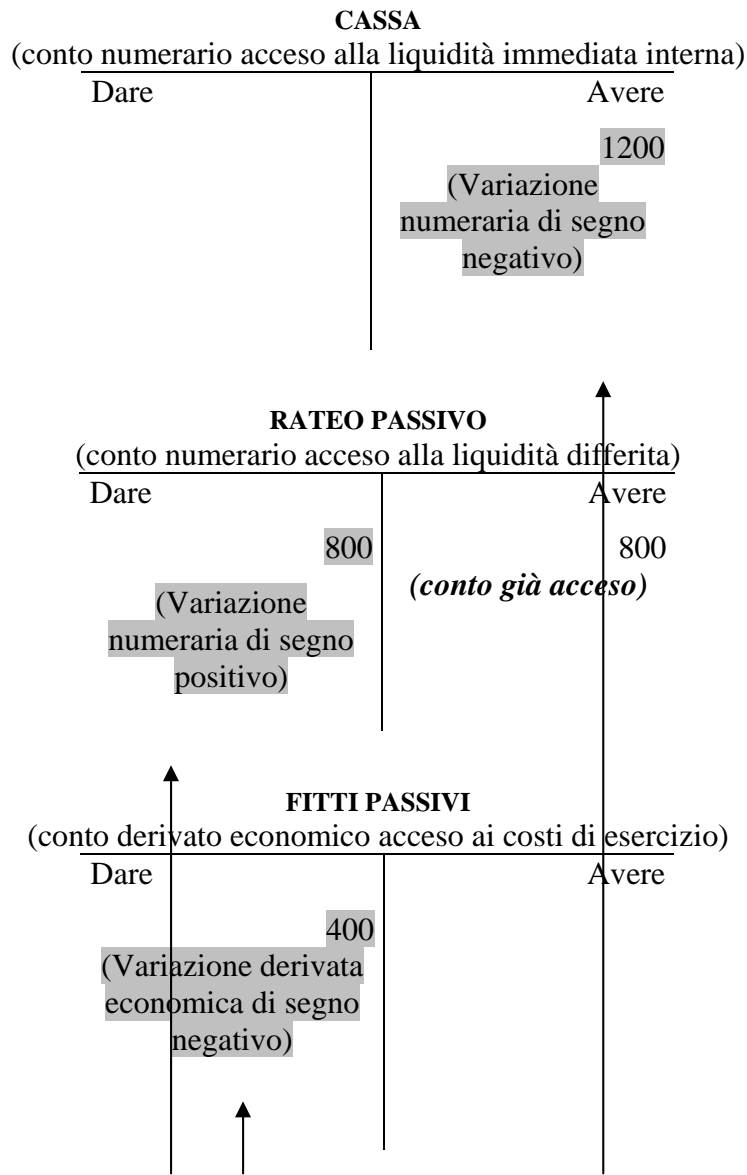 CASSA
(conto numerario acceso alla liquidità immediata interna)
Dare Avere
1200
(Variazione
numeraria di segno
negativo)
RATEO PASSIVO
(conto numerario acceso alla liquidità differita)
Dare Avere
800 800
(conto già acceso)
(Variazione
numeraria di segno
positivo)
FITTI PASSIVI
(conto derivato economico acceso ai costi di esercizio)
Dare Avere
400
(Variazione derivata
economica di segno
negativo)